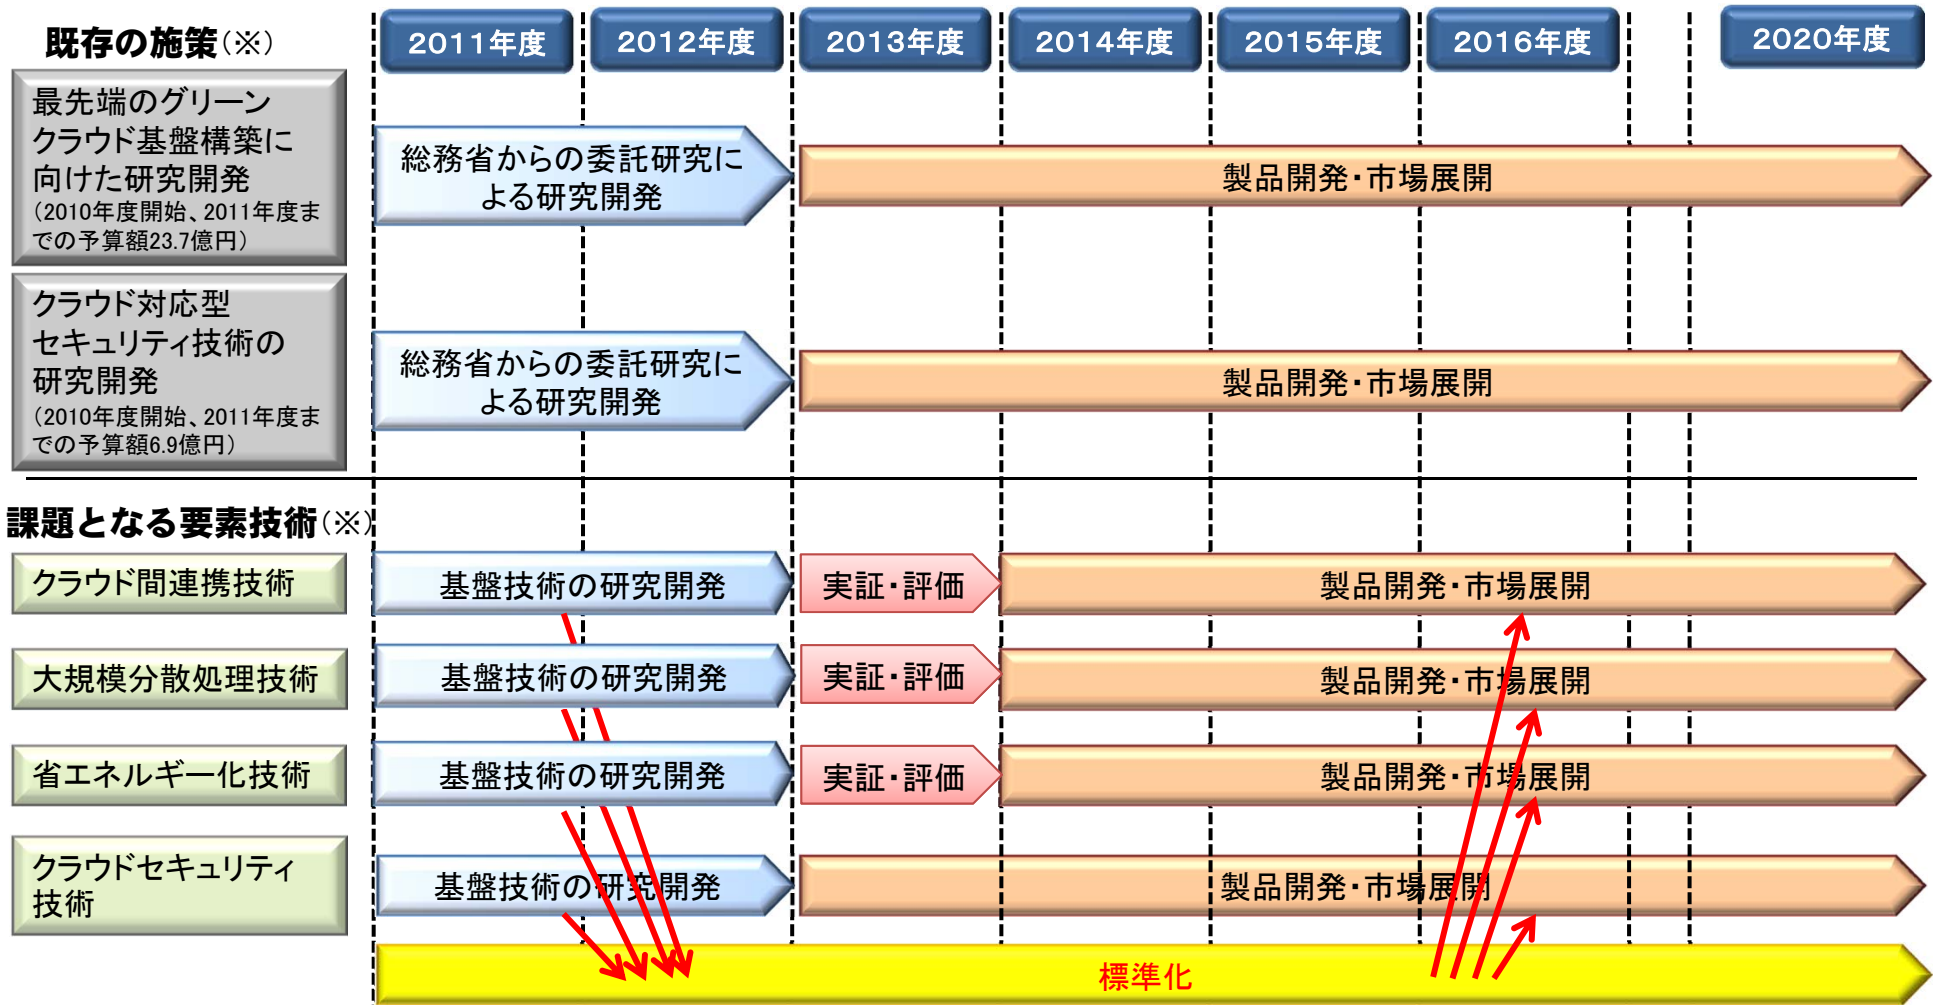 既存の施策(※)
2011年度
2012年度
2013年度
2014年度
2015年度
2016年度
2020年度
最先端のグリーン
クラウド基盤構築に
向けた研究開発
(2010年度開始、2011年度ま
での予算額23.7億円)
総務省からの委託研究に
よる研究開発
製品開発・市場展開
クラウド対応型
セキュリティ技術の
研究開発
(2010年度開始、2011年度ま
での予算額6.9億円)
総務省からの委託研究に
よる研究開発
製品開発・市場展開
課題となる要素技術(※)
クラウド間連携技術
基盤技術の研究開発
実証・評価
製品開発・市場展開
大規模分散処理技術
基盤技術の研究開発
実証・評価
製品開発・市場展開
省エネルギー化技術
基盤技術の研究開発
実証・評価
製品開発・市場展開
クラウドセキュリティ
技術
基盤技術の研究開発
製品開発・市場展開
標準化